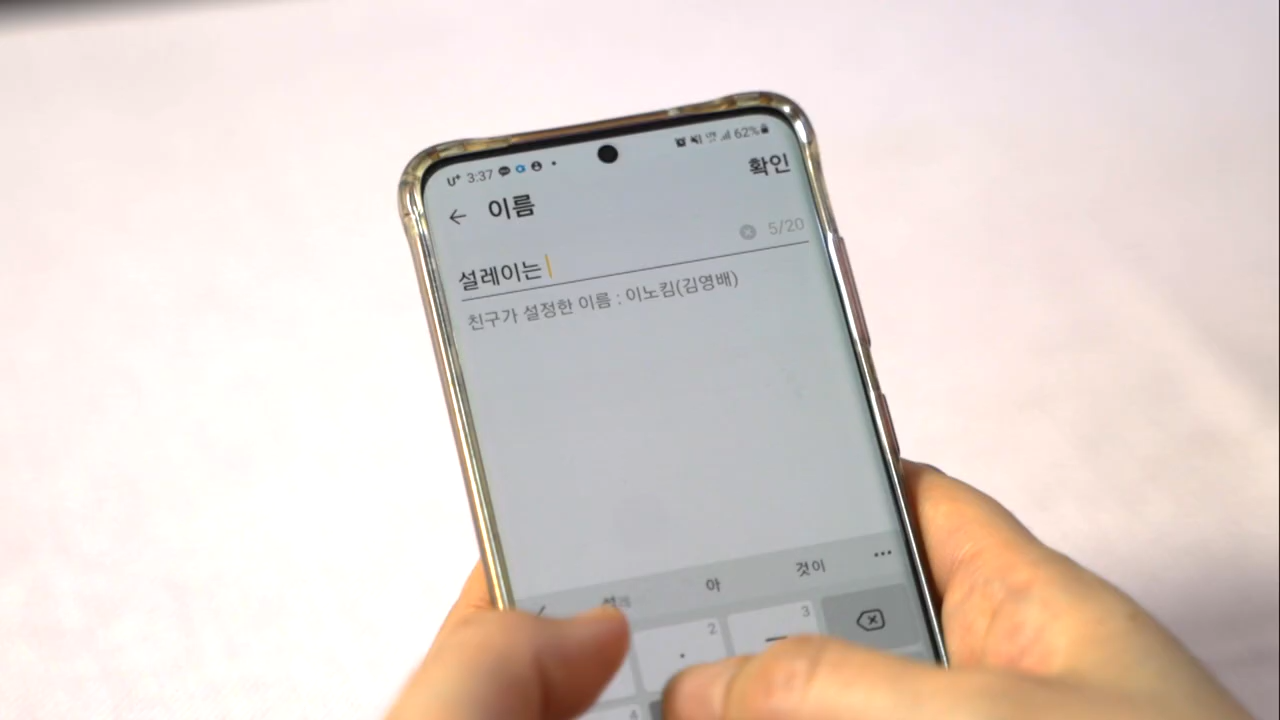 U+ 3:37 62%
확인
이름
5/20
설레이는
친구가 설정한 이름 : 이노킴(김영배)
아 것이 ...
2 3
4